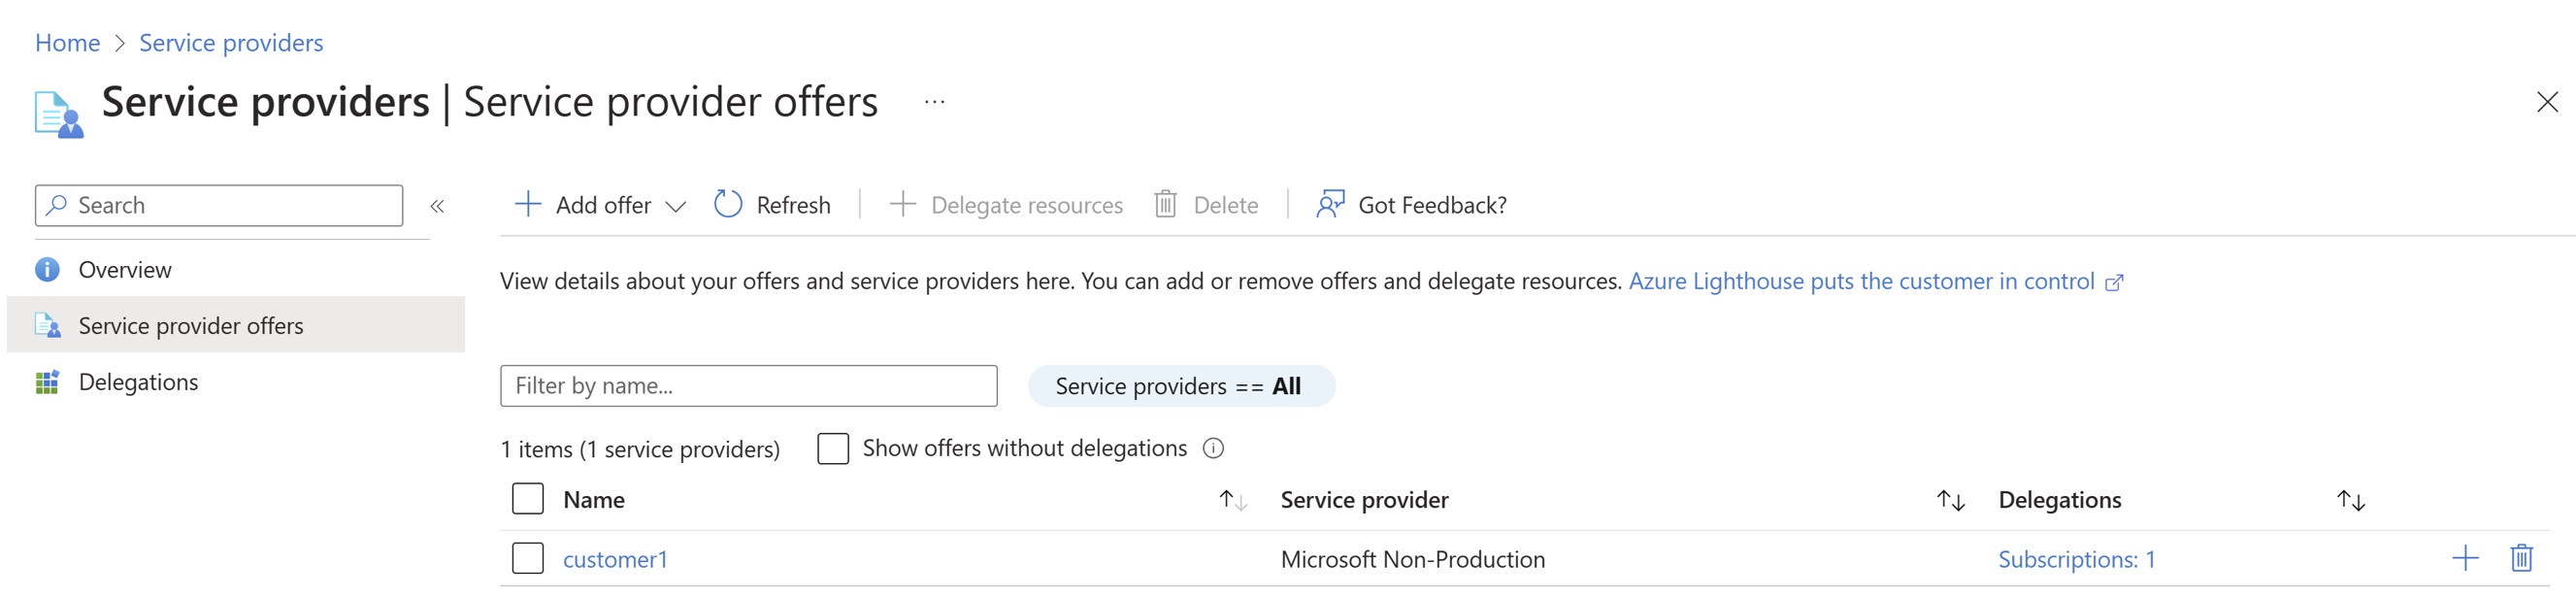 Home > Service providers
Service providers | Service provider offers ...
Search «
Overview
Service provider offers
Delegations
Add offer Refresh Delegate resources Delete Got Feedback?
View details about your offers and service providers here. You can add or remove offers and delegate resources. Azure Lighthouse puts the customer in control
Filter by name... Service providers == All
1 items (1 service providers) Show offers without delegations
Name Service provider Delegations
customer1 Microsoft Non-Production Subscriptions: 1